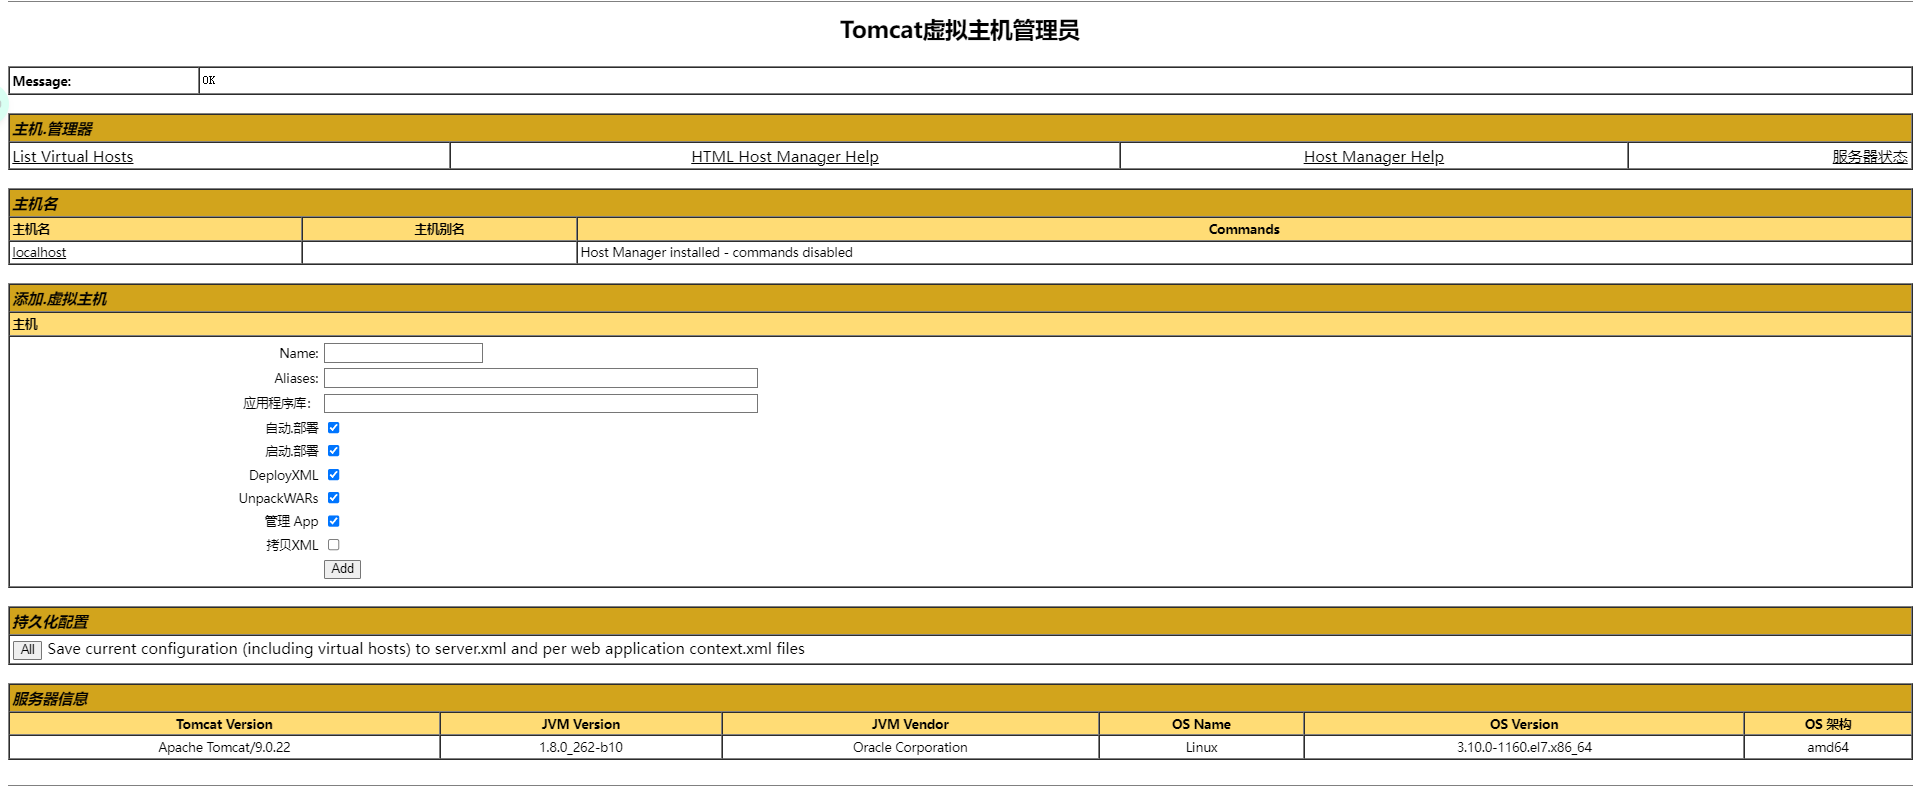 Tomcat虚拟主机管理员
Message: OK
主机.管理器
List Virtual Hosts HTML Host Manager Help Host Manager Help 服务器状态
主机名
主机名 主机别名 Commands
localhost Host Manager installed - commands disabled
添加.虚拟主机
主机
Name:
Aliases:
应用程序库：
自动.部署
启动.部署
DeployXML
UnpackWARs
管理 App
拷贝XML
Add
持久化配置
All Save current configuration (including virtual hosts) to server.xml and per web application context.xml files
服务器信息
Tomcat Version JVM Version JVM Vendor OS Name OS Version OS 架构
Apache Tomcat/9.0.22 1.8.0_262-b10 Oracle Corporation Linux 3.10.0-1160.el7.x86_64 amd64